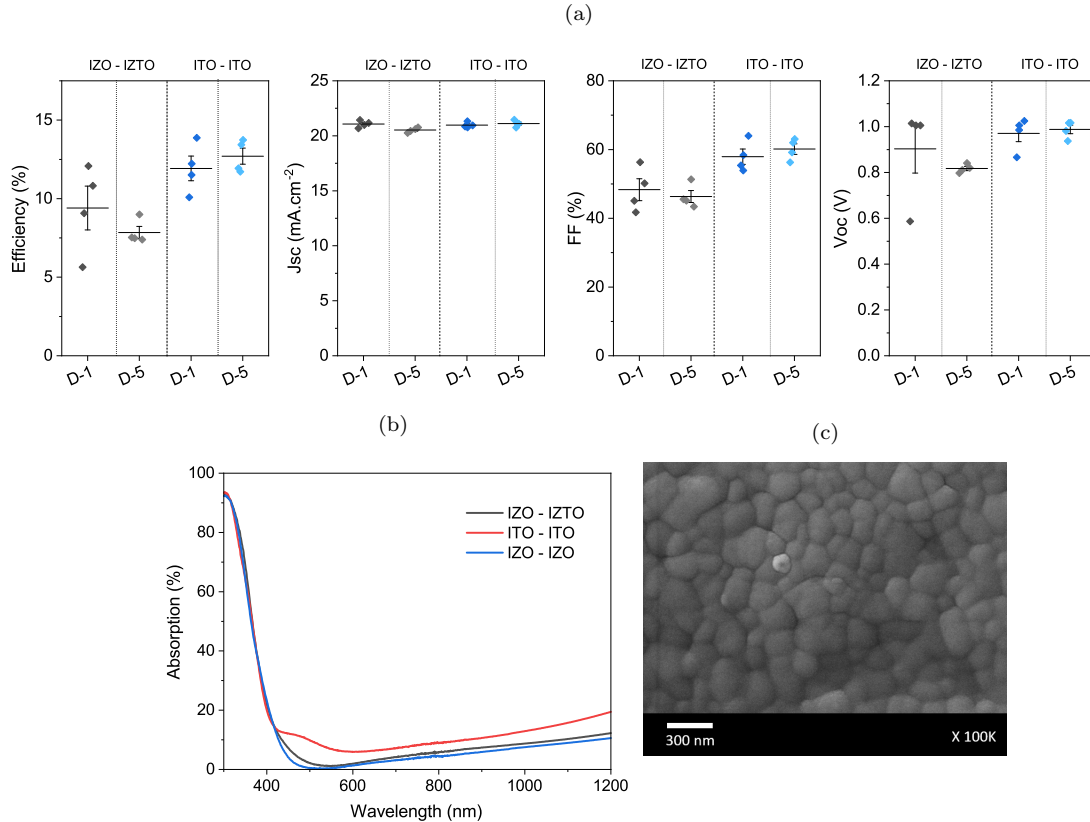 (a)
IZO - IZTO ITO - ITO
Efficiency (%)
15
10
5
0
D-1 D-5 D-1 D-5
IZO - IZTO ITO - ITO
Jsc (mA.cm⁻²)
25
20
15
10
5
0
D-1 D-5 D-1 D-5
IZO - IZTO ITO - ITO
FF (%)
80
60
40
20
0
D-1 D-5 D-1 D-5
IZO - IZTO ITO - ITO
Voc (V)
1.2
1.0
0.8
0.6
0.4
0.2
0.0
D-1 D-5 D-1 D-5
(b)
Absorption (%)
100
80
60
40
20
0
IZO - IZTO
ITO - ITO
IZO - IZO
400 600 800 1000 1200
Wavelength (nm)
(c)
300 nm
X 100K